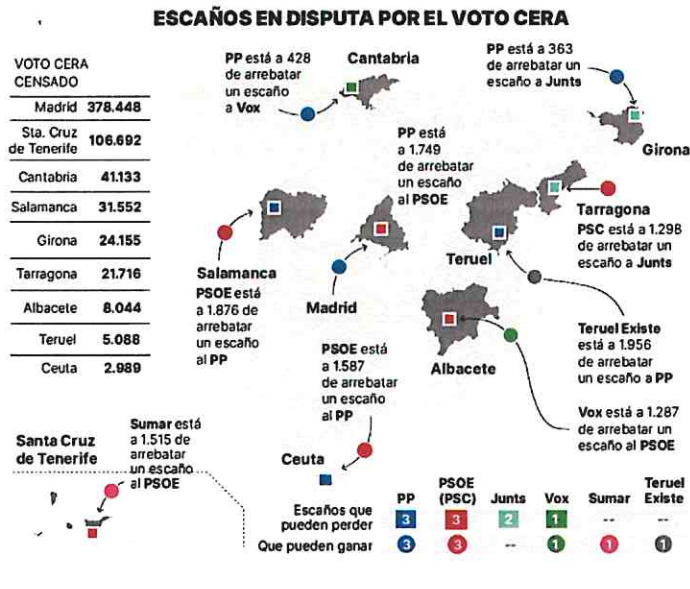 ESCAÑOS EN DISPUTA POR EL VOTO CERA
VOTO CERA
CENSADO
Madrid 378.448
Sta. Cruz
de Tenerife 106.692
Cantabria 41.133
Salamanca 31.552
Girona 24.155
Tarragona 21.716
Albacete 8.044
Teruel 5.088
Ceuta 2.989
PP está a 428
de arrebatar
un escaño
a Vox
Cantabria
PP está a 363
de arrebatar un
escaño a Junts
Girona
PP está
a 1.749
de arrebatar
un escaño
al PSOE
Madrid
Salamanca
PSOE está
a 1.876 de
arrebatar
un escaño
al PP
Tarragona
PSC está a 1.298
de arrebatar un
escaño a Junts
Teruel
Teruel Existe
está a 1.956
de arrebatar
un escaño a PP
Albacete
Vox está a 1.287
de arrebatar un
escaño al PSOE
PSOE está
a 1.587
de arrebatar
un escaño
al PP
Ceuta
Santa Cruz
de Tenerife
Sumar está
a 1.515 de
arrebatar
un escaño
al PSOE
PP PSOE (PSC) Junts Vox Sumar Teruel Existe
Escaños que
pueden perder 3 3 2 1 -- --
Que pueden ganar 3 3 -- 1 1 1